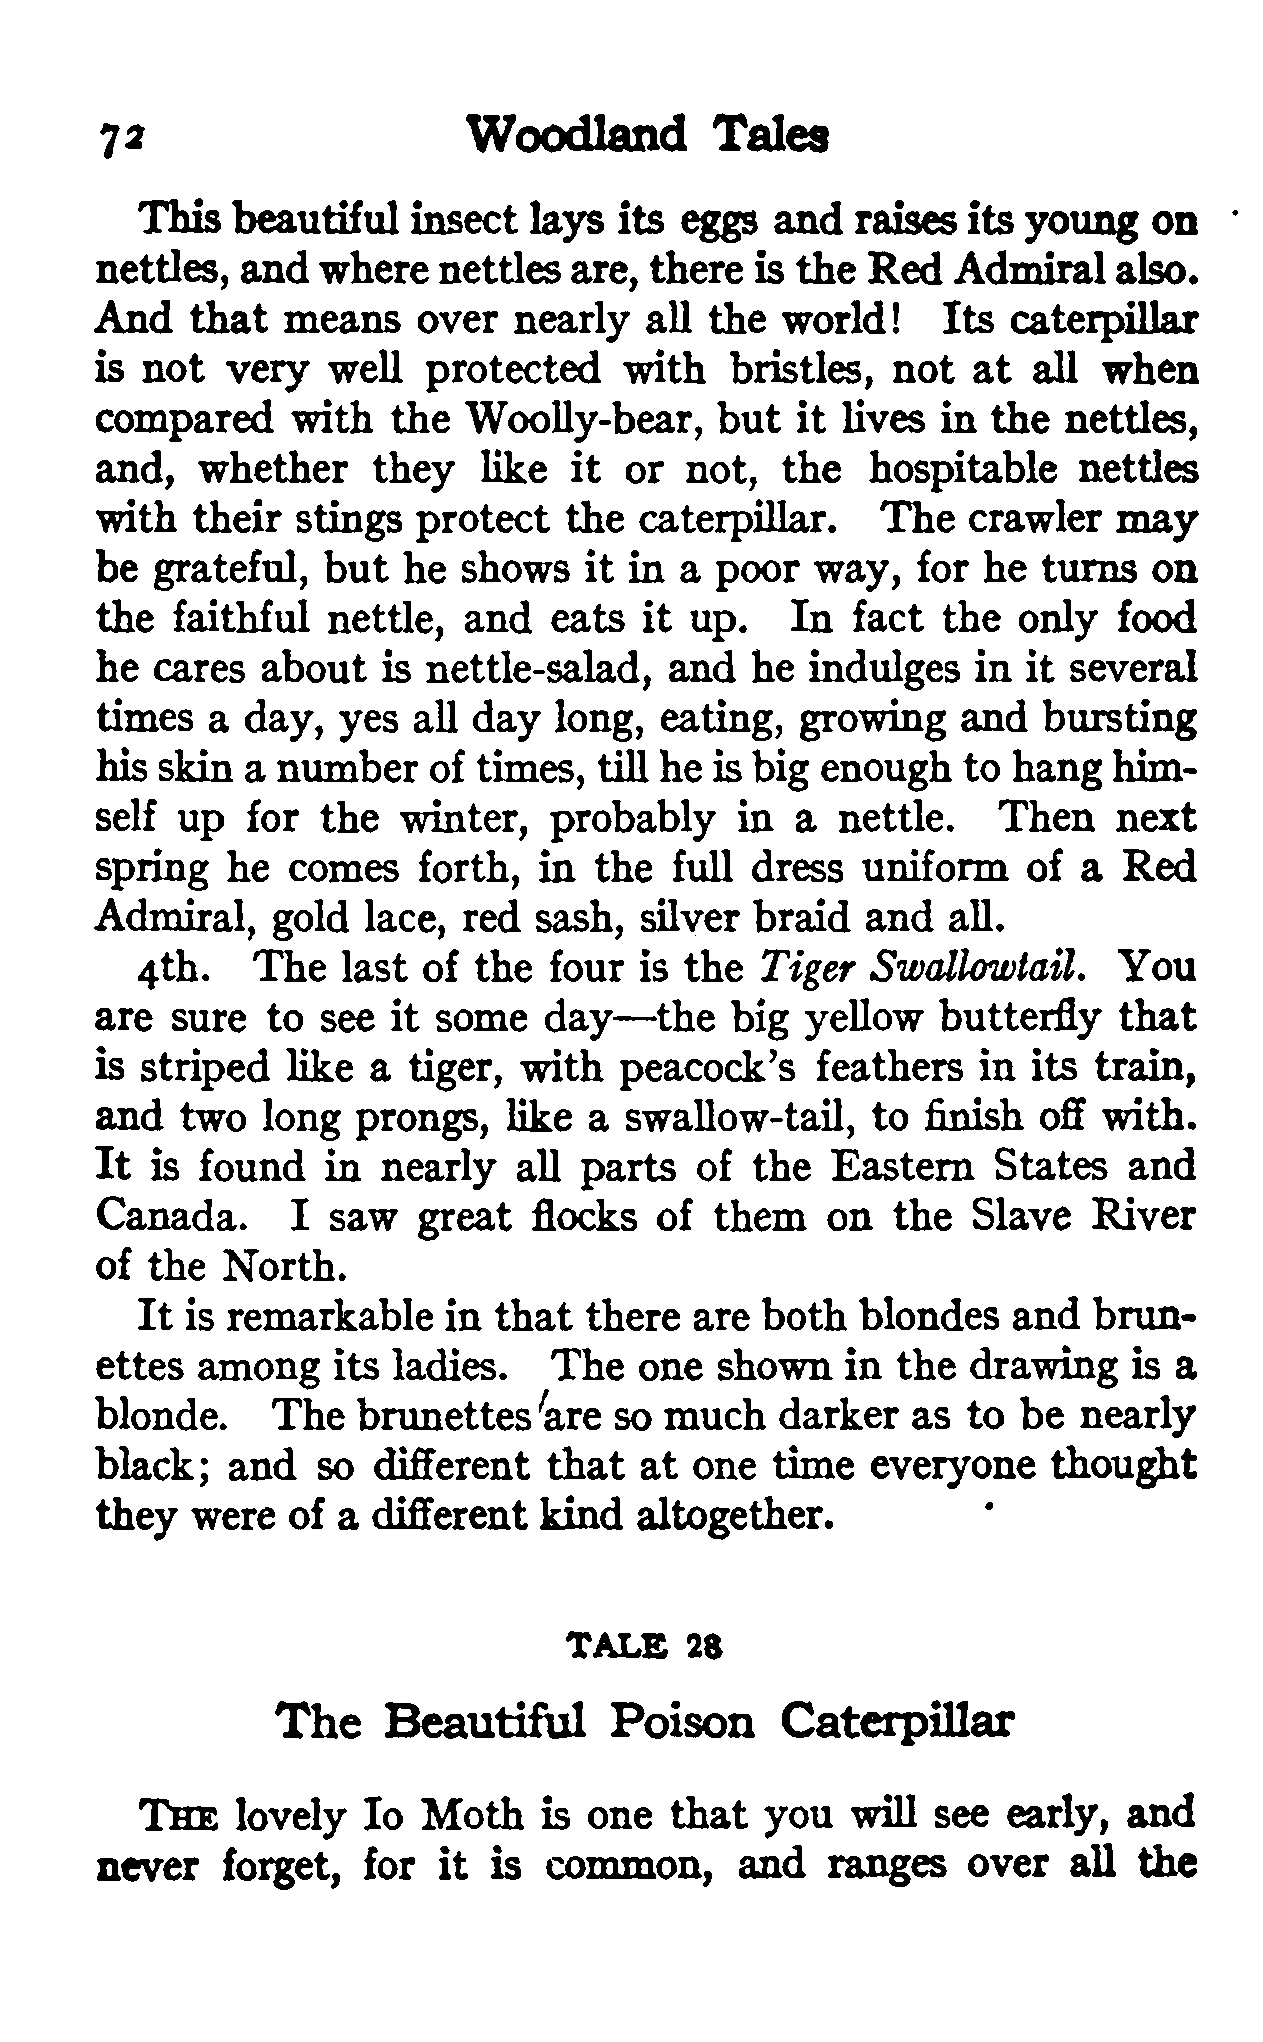 72 Woodland Tales
This beautiful insect lays its eggs and raises its young on
nettles, and where nettles are, there is the Red Admiral also.
And that means over nearly all the world! Its caterpillar
is not very well protected with bristles, not at all when
compared with the Woolly-bear, but it lives in the nettles,
and, whether they like it or not, the hospitable nettles
with their stings protect the caterpillar. The crawler may
be grateful, but he shows it in a poor way, for he turns on
the faithful nettle, and eats it up. In fact the only food
he cares about is nettle-salad, and he indulges in it several
times a day, yes all day long, eating, growing and bursting
his skin a number of times, till he is big enough to hang him-
self up for the winter, probably in a nettle. Then next
spring he comes forth, in the full dress uniform of a Red
Admiral, gold lace, red sash, silver braid and all.
4th. The last of the four is the Tiger Swallowtail. You
are sure to see it some day—the big yellow butterfly that
is striped like a tiger, with peacock's feathers in its train,
and two long prongs, like a swallow-tail, to finish off with.
It is found in nearly all parts of the Eastern States and
Canada. I saw great flocks of them on the Slave River
of the North.
It is remarkable in that there are both blondes and brun-
ettes among its ladies. The one shown in the drawing is a
blonde. The brunettes are so much darker as to be nearly
black; and so different that at one time everyone thought
they were of a different kind altogether.
TALE 28
The Beautiful Poison Caterpillar
THE lovely Io Moth is one that you will see early, and
never forget, for it is common, and ranges over all the